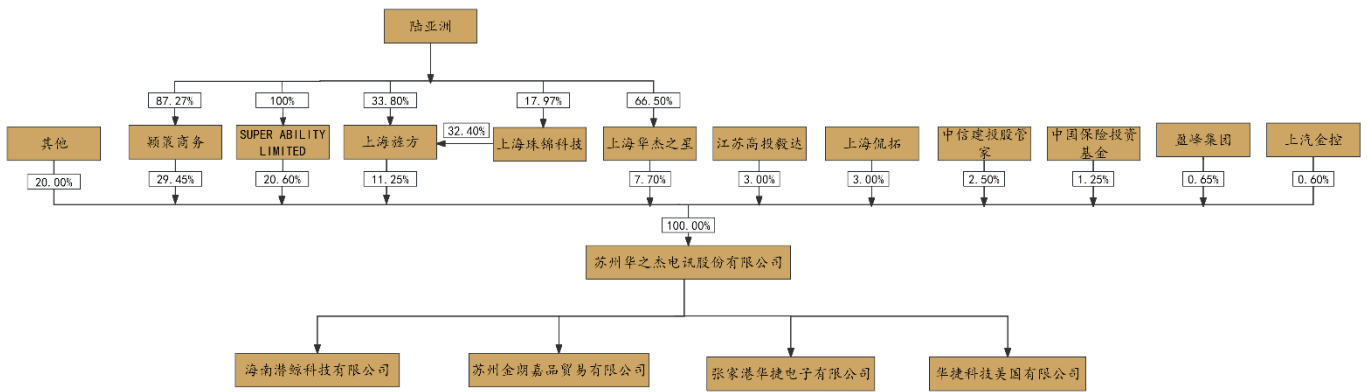 陆亚洲
87.27%
100%
33.80%
17.97%
66.50%
其他
颖策商务
SUPER ABILITY
LIMITED
上海旌方
32.40%
上海珠锦科技
上海华杰之星
江苏高投毅达
上海侃拓
中信建投股管
家
中国保险投资
基金
盈峰集团
上汽金控
20.00%
29.45%
20.60%
11.25%
7.70%
3.00%
3.00%
2.50%
1.25%
0.65%
0.60%
100.00%
苏州华之杰电讯股份有限公司
海南潜鲸科技有限公司
苏州金朗嘉品贸易有限公司
张家港华捷电子有限公司
华捷科技美国有限公司